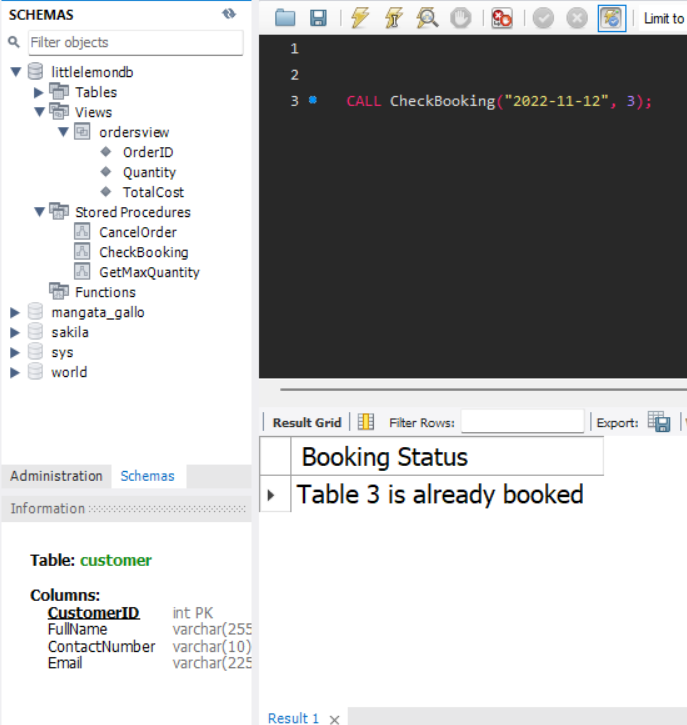 SCHEMAS
Filter objects
littlelemondb
Tables
Views
ordersview
OrderID
Quantity
TotalCost
Stored Procedures
CancelOrder
CheckBooking
GetMaxQuantity
Functions
mangata_gallo
sakila
sys
world
Administration Schemas
Information
Table: customer
Columns:
CustomerID int PK
FullName varchar(255
ContactNumber varchar(10)
Email varchar(225
Limit to
1
2
3 CALL CheckBooking("2022-11-12", 3);
Result Grid Filter Rows: Export:
Booking Status
Table 3 is already booked
Result 1